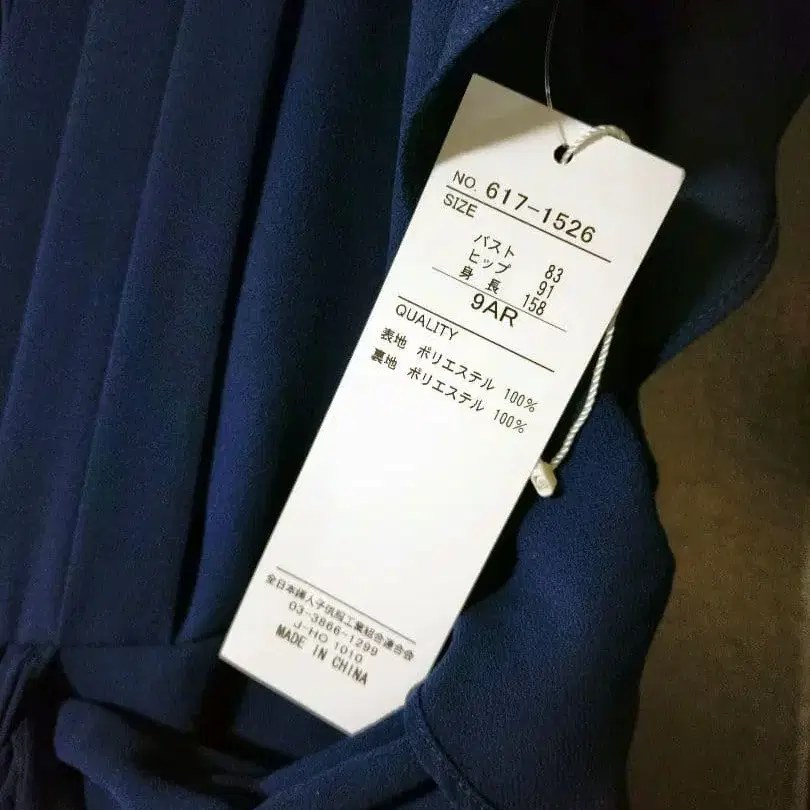 NO. 617-1526
SIZE
バスト 83
ヒップ 91
身長 158
9AR
QUALITY
表地 ポリエステル 100%
裏地 ポリエステル 100%
全日本婦人子供服工業組合連合会
03-3866-1299
J-HO 1010
MADE IN CHINA